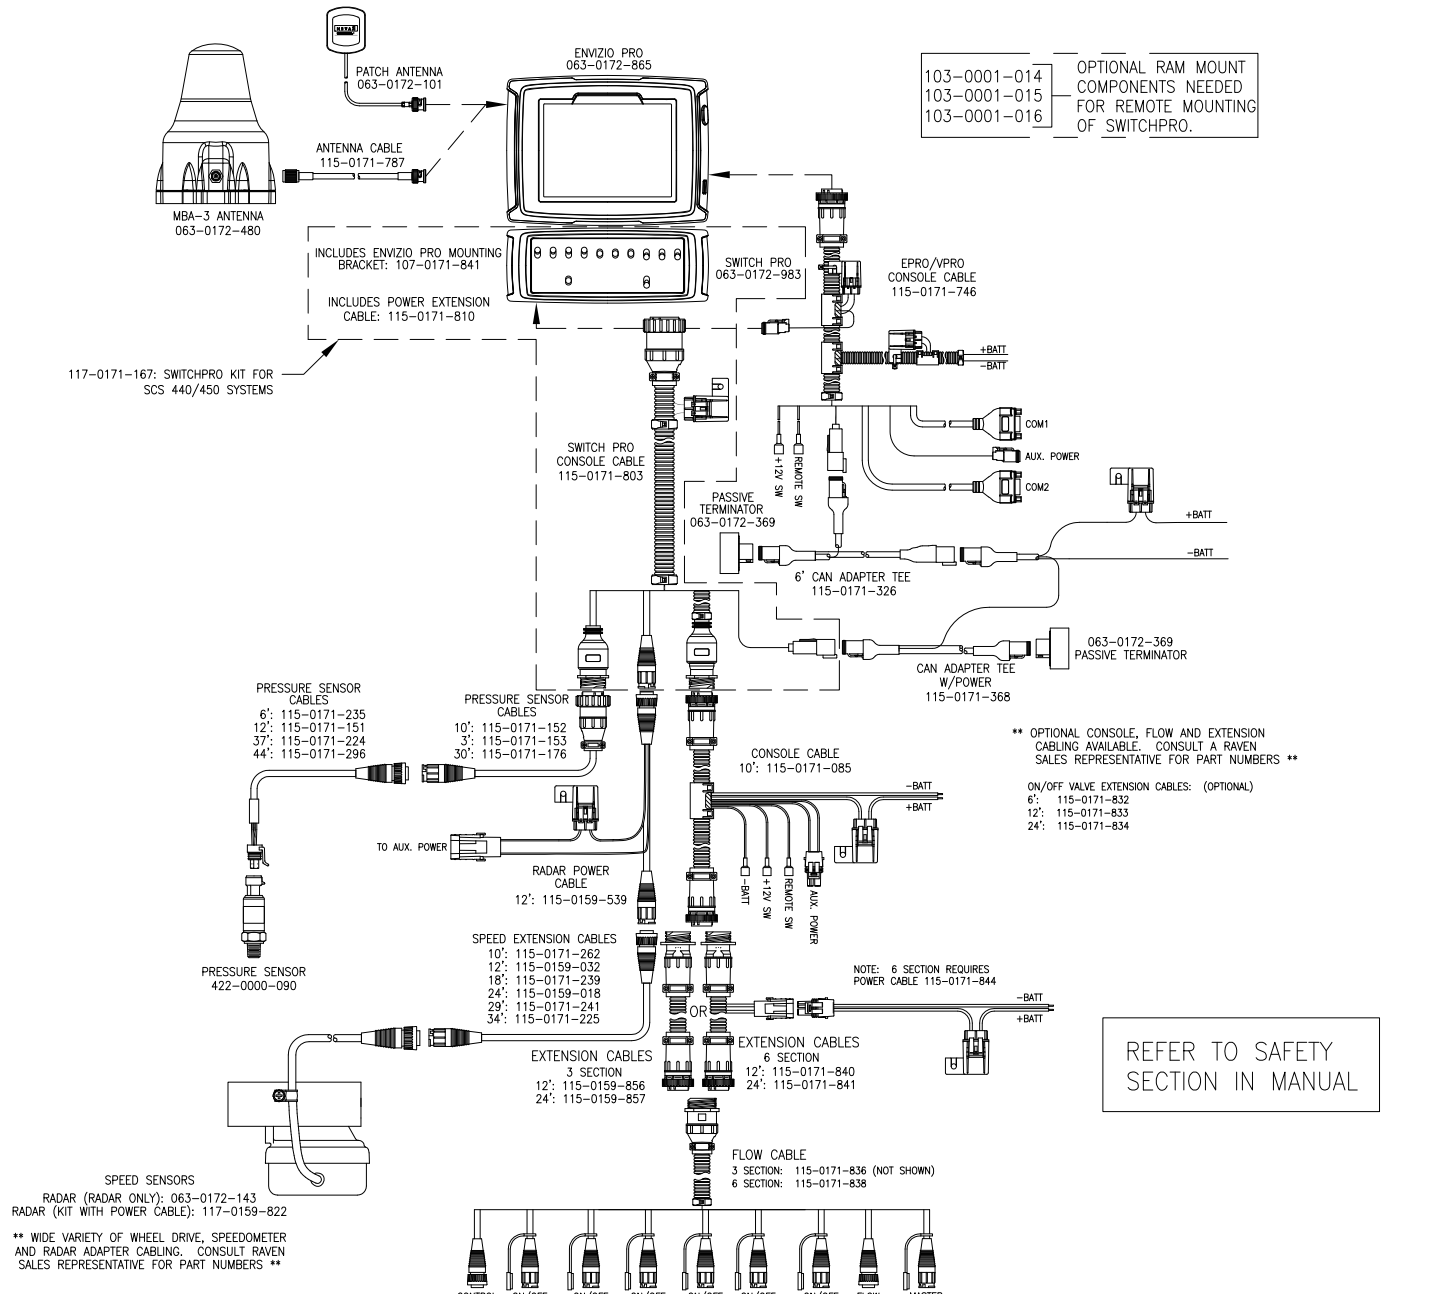 ENVIZIO PRO
063-0172-865
PATCH ANTENNA
063-0172-101
ANTENNA CABLE
115-0171-787
MBA-3 ANTENNA
063-0172-480
103-0001-014
103-0001-015
103-0001-016
OPTIONAL RAM MOUNT
COMPONENTS NEEDED
FOR REMOTE MOUNTING
OF SWITCHPRO.
INCLUDES ENVIZIO PRO MOUNTING
BRACKET: 107-0171-841
INCLUDES POWER EXTENSION
CABLE: 115-0171-810
SWITCH PRO
063-0172-983
EPRO/VPRO
CONSOLE CABLE
115-0171-746
+BATT
-BATT
117-0171-167: SWITCHPRO KIT FOR
SCS 440/450 SYSTEMS
SWITCH PRO
CONSOLE CABLE
115-0171-803
+12V SW
REMOTE SW
COM1
AUX. POWER
COM2
PASSIVE
TERMINATOR
063-0172-369
+BATT
-BATT
6' CAN ADAPTER TEE
115-0171-326
063-0172-369
PASSIVE TERMINATOR
CAN ADAPTER TEE
W/POWER
115-0171-368
PRESSURE SENSOR
CABLES
6': 115-0171-235
12': 115-0171-151
37': 115-0171-224
44': 115-0171-296
PRESSURE SENSOR
CABLES
10': 115-0171-152
3': 115-0171-153
30': 115-0171-176
CONSOLE CABLE
10': 115-0171-085
-BATT
+BATT
** OPTIONAL CONSOLE, FLOW AND EXTENSION
CABLING AVAILABLE. CONSULT A RAVEN
SALES REPRESENTATIVE FOR PART NUMBERS **
ON/OFF VALVE EXTENSION CABLES: (OPTIONAL)
6': 115-0171-832
12': 115-0171-833
24': 115-0171-834
TO AUX. POWER
RADAR POWER
CABLE
12': 115-0159-539
-BATT
+12V SW
REMOTE SW
AUX. POWER
PRESSURE SENSOR
422-0000-090
SPEED EXTENSION CABLES
10': 115-0171-262
12': 115-0159-032
18': 115-0171-239
24': 115-0159-018
29': 115-0171-241
34': 115-0171-225
NOTE: 6 SECTION REQUIRES
POWER CABLE 115-0171-844
-BATT
+BATT
OR
EXTENSION CABLES
3 SECTION
12': 115-0159-856
24': 115-0159-857
EXTENSION CABLES
6 SECTION
12': 115-0171-840
24': 115-0171-841
REFER TO SAFETY
SECTION IN MANUAL
FLOW CABLE
3 SECTION: 115-0171-836 (NOT SHOWN)
6 SECTION: 115-0171-838
SPEED SENSORS
RADAR (RADAR ONLY): 063-0172-143
RADAR (KIT WITH POWER CABLE): 117-0159-822
** WIDE VARIETY OF WHEEL DRIVE, SPEEDOMETER
AND RADAR ADAPTER CABLING. CONSULT RAVEN
SALES REPRESENTATIVE FOR PART NUMBERS **
CONTROL ON/OFF ON/OFF ON/OFF ON/OFF ON/OFF ON/OFF FLOW MASTER